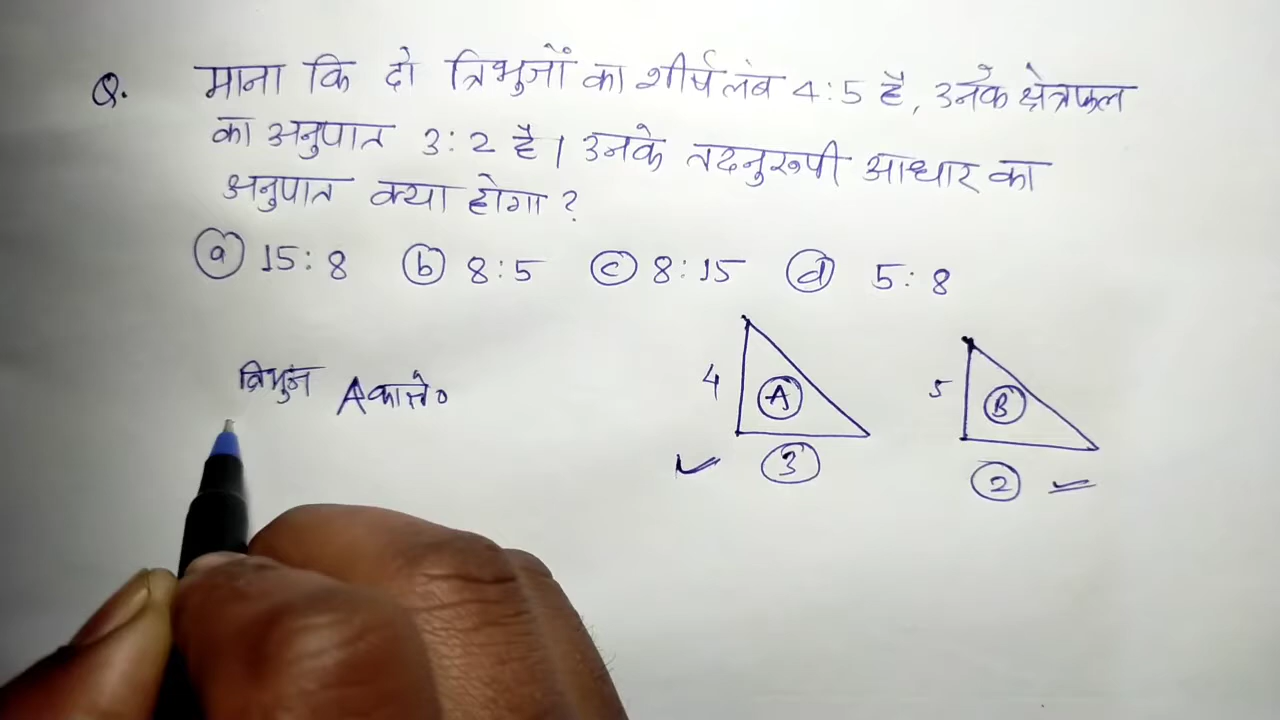 Q. माना कि दो त्रिभुजों का शीर्षलंब 4:5 है, उनके क्षेत्रफल
का अनुपात 3:2 है। उनके तदनुरूपी आधार का
अनुपात क्या होगा?
(a) 15:8 (b) 8:5 (c) 8:15 (d) 5:8
त्रिभुज A का क्षे०
4 A 3
5 B 2